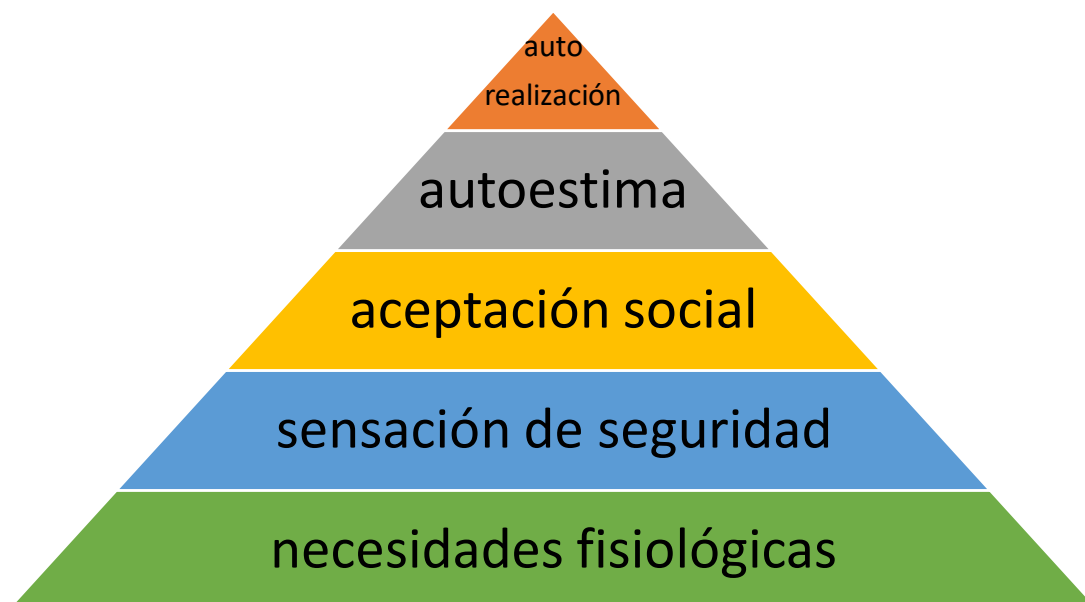 auto
realización
autoestima
aceptación social
sensación de seguridad
necesidades fisiológicas